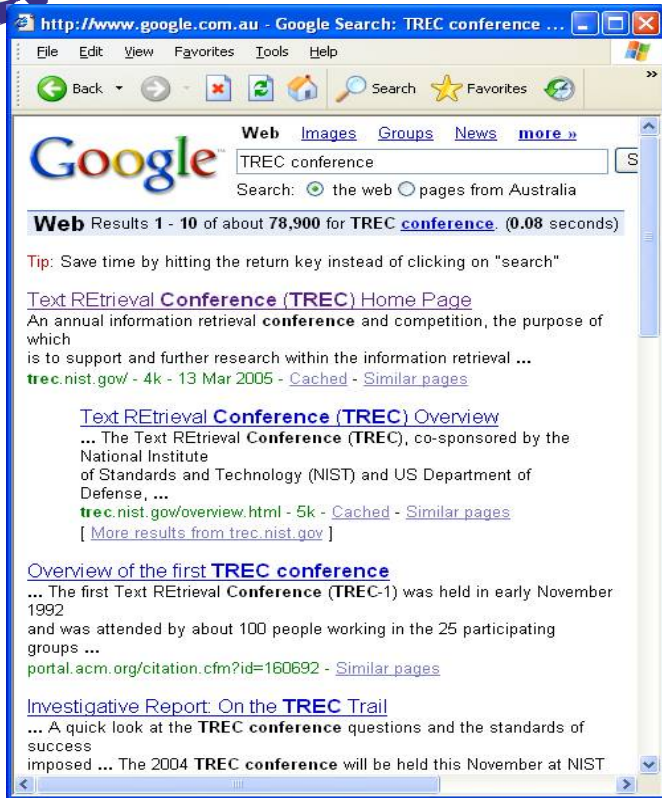 http://www.google.com.au - Google Search: TREC conference ...
File Edit View Favorites Tools Help
Back Search Favorites »
Web Images Groups News more »
Google™
TREC conference S
Search: the web pages from Australia
Web Results 1 - 10 of about 78,900 for TREC conference. (0.08 seconds)
Tip: Save time by hitting the return key instead of clicking on "search"
Text REtrieval Conference (TREC) Home Page
An annual information retrieval conference and competition, the purpose of
which
is to support and further research within the information retrieval ...
trec.nist.gov/ - 4k - 13 Mar 2005 - Cached - Similar pages
Text REtrieval Conference (TREC) Overview
... The Text REtrieval Conference (TREC), co-sponsored by the
National Institute
of Standards and Technology (NIST) and US Department of
Defense, ...
trec.nist.gov/overview.html - 5k - Cached - Similar pages
[ More results from trec.nist.gov ]
Overview of the first TREC conference
... The first Text REtrieval Conference (TREC-1) was held in early November
1992
and was attended by about 100 people working in the 25 participating
groups ...
portal.acm.org/citation.cfm?id=160692 - Similar pages
Investigative Report: On the TREC Trail
... A quick look at the TREC conference questions and the standards of
success
imposed ... The 2004 TREC conference will be held this November at NIST